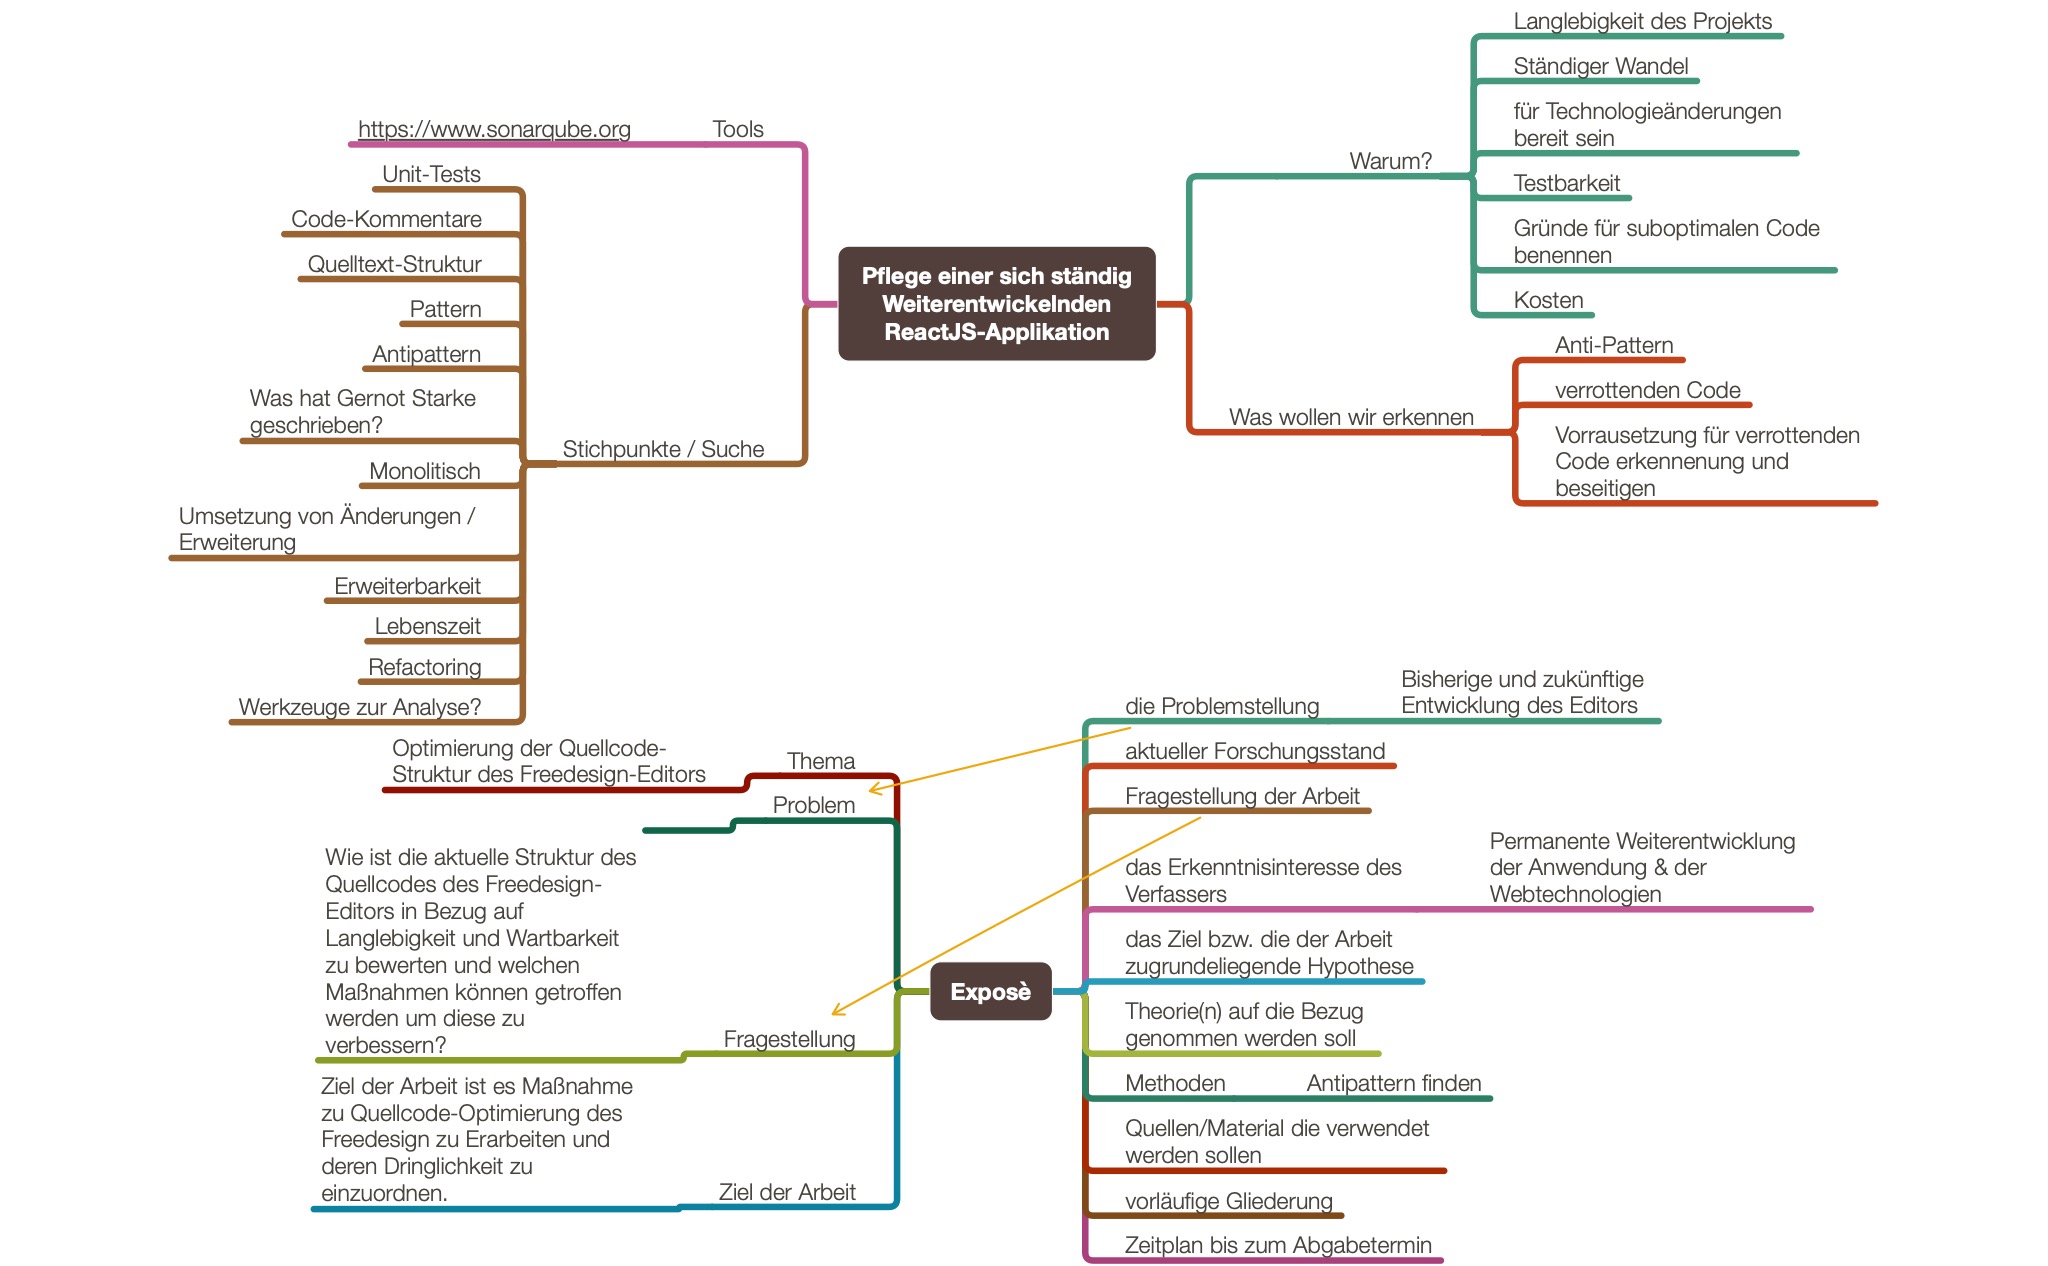 Pflege einer sich ständig
Weiterentwickelnden
ReactJS-Applikation
Tools
https://www.sonarqube.org
Stichpunkte / Suche
Unit-Tests
Code-Kommentare
Quelltext-Struktur
Pattern
Antipattern
Was hat Gernot Starke
geschrieben?
Monolitisch
Umsetzung von Änderungen /
Erweiterung
Erweiterbarkeit
Lebenszeit
Refactoring
Werkzeuge zur Analyse?
Warum?
Langlebigkeit des Projekts
Ständiger Wandel
für Technologieänderungen
bereit sein
Testbarkeit
Gründe für suboptimalen Code
benennen
Kosten
Was wollen wir erkennen
Anti-Pattern
verrottenden Code
Vorrausetzung für verrottenden
Code erkennenung und
beseitigen
Exposè
Thema
Optimierung der Quellcode-
Struktur des Freedesign-Editors
Problem
Fragestellung
Wie ist die aktuelle Struktur des
Quellcodes des Freedesign-
Editors in Bezug auf
Langlebigkeit und Wartbarkeit
zu bewerten und welchen
Maßnahmen können getroffen
werden um diese zu
verbessern?
Ziel der Arbeit
Ziel der Arbeit ist es Maßnahme
zu Quellcode-Optimierung des
Freedesign zu Erarbeiten und
deren Dringlichkeit zu
einzuordnen.
die Problemstellung
Bisherige und zukünftige
Entwicklung des Editors
aktueller Forschungsstand
Fragestellung der Arbeit
das Erkenntnisinteresse des
Verfassers
Permanente Weiterentwicklung
der Anwendung & der
Webtechnologien
das Ziel bzw. die der Arbeit
zugrundeliegende Hypothese
Theorie(n) auf die Bezug
genommen werden soll
Methoden
Antipattern finden
Quellen/Material die verwendet
werden sollen
vorläufige Gliederung
Zeitplan bis zum Abgabetermin